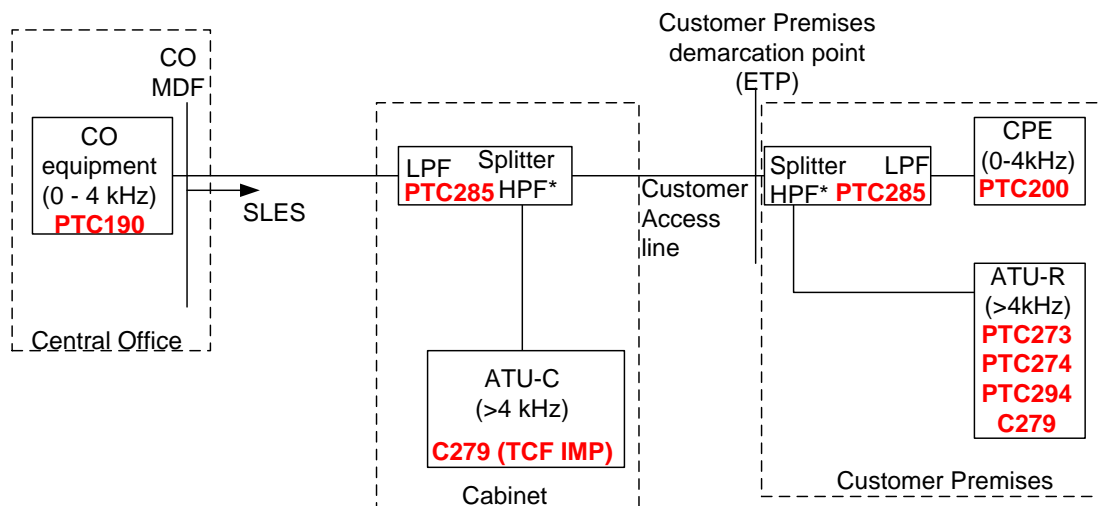 CO
MDF
CO
equipment
(0 - 4 kHz)
PTC190
SLES
Central Office
LPF
PTC285
Splitter
HPF*
ATU-C
(>4 kHz)
C279 (TCF IMP)
Cabinet
Customer
Access
line
Customer Premises
demarcation point
(ETP)
Splitter
HPF*
LPF
PTC285
CPE
(0-4kHz)
PTC200
ATU-R
(>4kHz)
PTC273
PTC274
PTC294
C279
Customer Premises